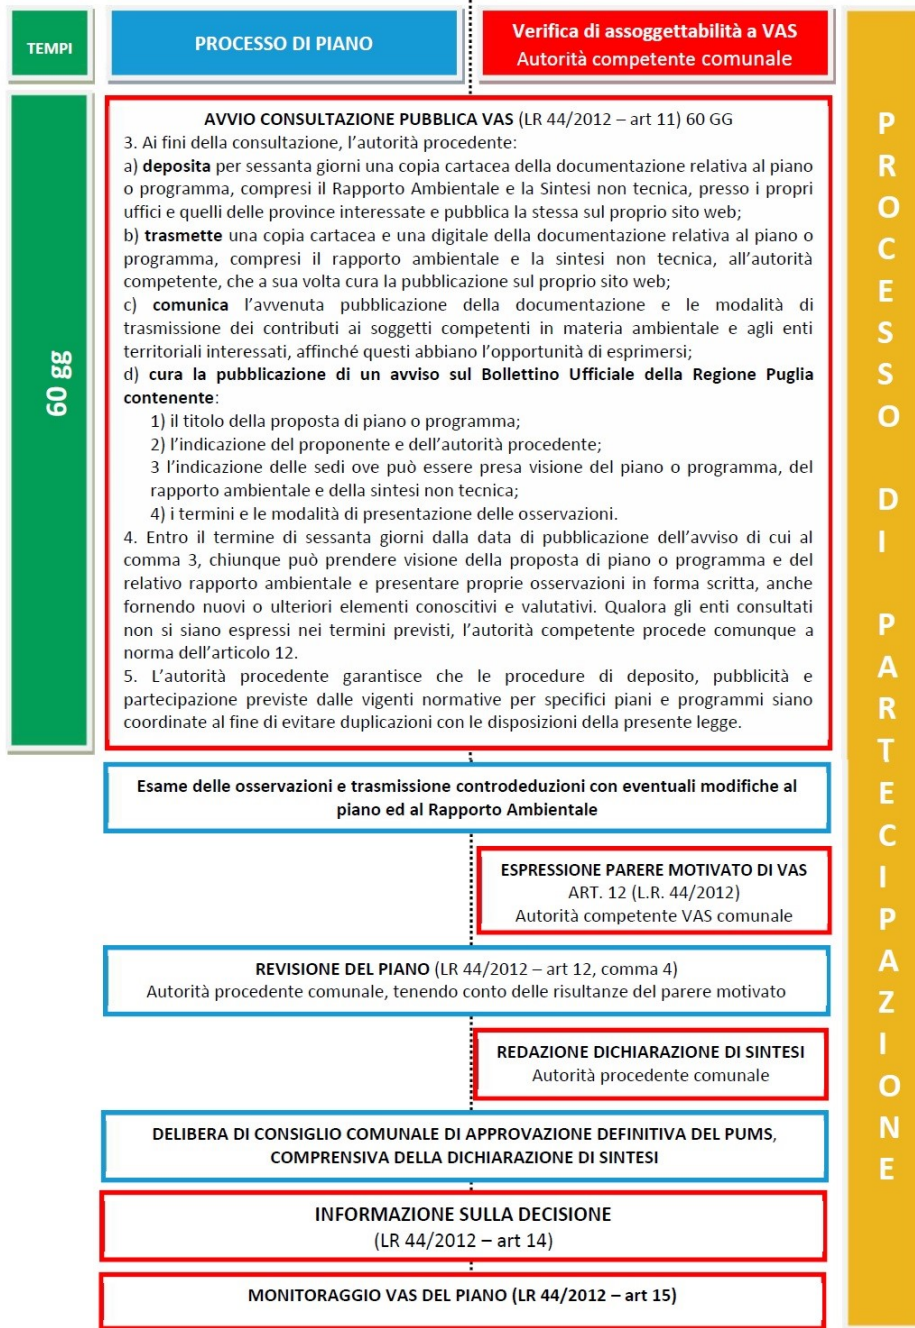 TEMPI
PROCESSO DI PIANO
Verifica di assoggettabilità a VAS
Autorità competente comunale
60 gg
AVVIO CONSULTAZIONE PUBBLICA VAS (LR 44/2012 – art 11) 60 GG
3. Ai fini della consultazione, l’autorità procedente:
a) deposita per sessanta giorni una copia cartacea della documentazione relativa al piano
o programma, compresi il Rapporto Ambientale e la Sintesi non tecnica, presso i propri
uffici e quelli delle province interessate e pubblica la stessa sul proprio sito web;
b) trasmette una copia cartacea e una digitale della documentazione relativa al piano o
programma, compresi il rapporto ambientale e la sintesi non tecnica, all’autorità
competente, che a sua volta cura la pubblicazione sul proprio sito web;
c) comunica l’avvenuta pubblicazione della documentazione e le modalità di
trasmissione dei contributi ai soggetti competenti in materia ambientale e agli enti
territoriali interessati, affinché questi abbiano l’opportunità di esprimersi;
d) cura la pubblicazione di un avviso sul Bollettino Ufficiale della Regione Puglia
contenente:
1) il titolo della proposta di piano o programma;
2) l’indicazione del proponente e dell’autorità procedente;
3 l’indicazione delle sedi ove può essere presa visione del piano o programma, del
rapporto ambientale e della sintesi non tecnica;
4) i termini e le modalità di presentazione delle osservazioni.
4. Entro il termine di sessanta giorni dalla data di pubblicazione dell’avviso di cui al
comma 3, chiunque può prendere visione della proposta di piano o programma e del
relativo rapporto ambientale e presentare proprie osservazioni in forma scritta, anche
fornendo nuovi o ulteriori elementi conoscitivi e valutativi. Qualora gli enti consultati
non si siano espressi nei termini previsti, l’autorità competente procede comunque a
norma dell’articolo 12.
5. L’autorità procedente garantisce che le procedure di deposito, pubblicità e
partecipazione previste dalle vigenti normative per specifici piani e programmi siano
coordinate al fine di evitare duplicazioni con le disposizioni della presente legge.
Esame delle osservazioni e trasmissione controdeduzioni con eventuali modifiche al
piano ed al Rapporto Ambientale
ESPRESSIONE PARERE MOTIVATO DI VAS
ART. 12 (L.R. 44/2012)
Autorità competente VAS comunale
REVISIONE DEL PIANO (LR 44/2012 – art 12, comma 4)
Autorità procedente comunale, tenendo conto delle risultanze del parere motivato
REDAZIONE DICHIARAZIONE DI SINTESI
Autorità procedente comunale
DELIBERA DI CONSIGLIO COMUNALE DI APPROVAZIONE DEFINITIVA DEL PUMS,
COMPRENSIVA DELLA DICHIARAZIONE DI SINTESI
INFORMAZIONE SULLA DECISIONE
(LR 44/2012 – art 14)
MONITORAGGIO VAS DEL PIANO (LR 44/2012 – art 15)
PROCESSO DI PARTECIPAZIONE